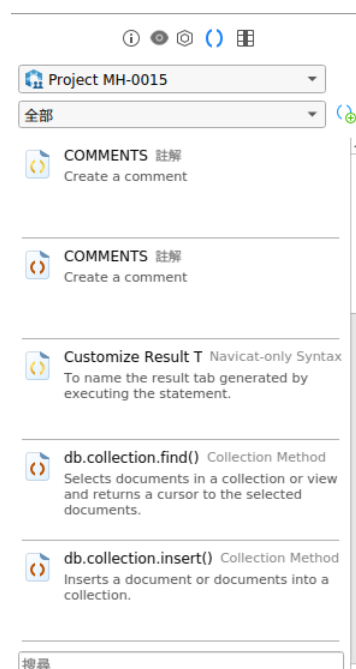 Project MH-0015
全部
COMMENTS 註解
Create a comment
COMMENTS 註解
Create a comment
Customize Result T Navicat-only Syntax
To name the result tab generated by
executing the statement.
db.collection.find() Collection Method
Selects documents in a collection or view
and returns a cursor to the selected
documents.
db.collection.insert() Collection Method
Inserts a document or documents into a
collection.
搜尋